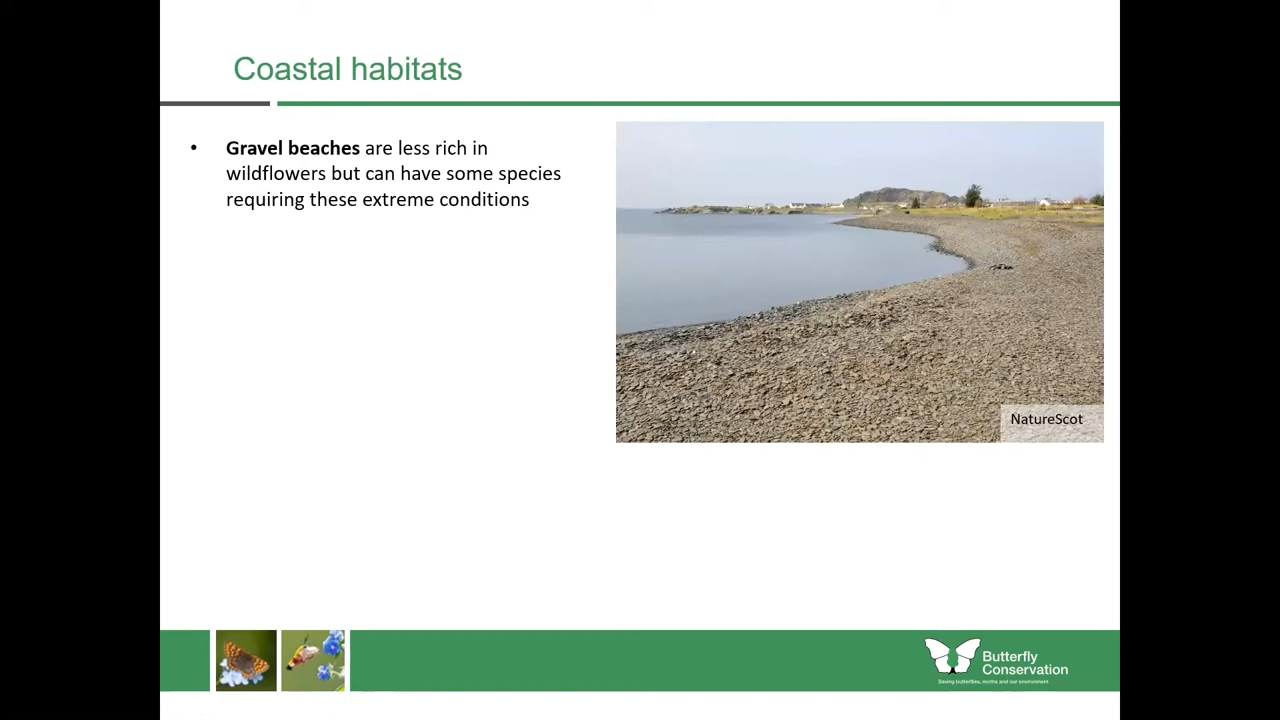 Coastal habitats
• Gravel beaches are less rich in
wildflowers but can have some species
requiring these extreme conditions
NatureScot
Butterfly
Conservation
Saving butterflies, moths and our environment